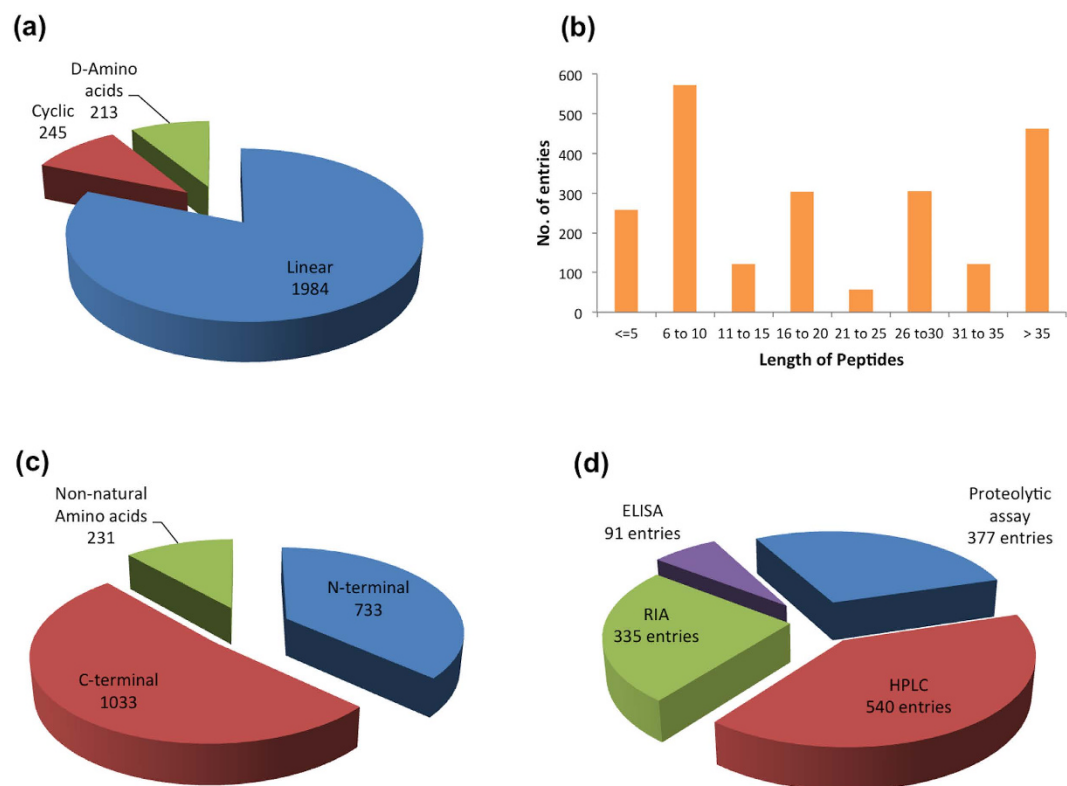 (a)
D-Amino
acids
213
Cyclic
245
Linear
1984
(b)
No. of entries
600
500
400
300
200
100
0
<=5 6 to 10 11 to 15 16 to 20 21 to 25 26 to30 31 to 35 > 35
Length of Peptides
(c)
Non-natural
Amino acids
231
N-terminal
733
C-terminal
1033
(d)
ELISA
91 entries
Proteolytic
assay
377 entries
RIA
335 entries
HPLC
540 entries